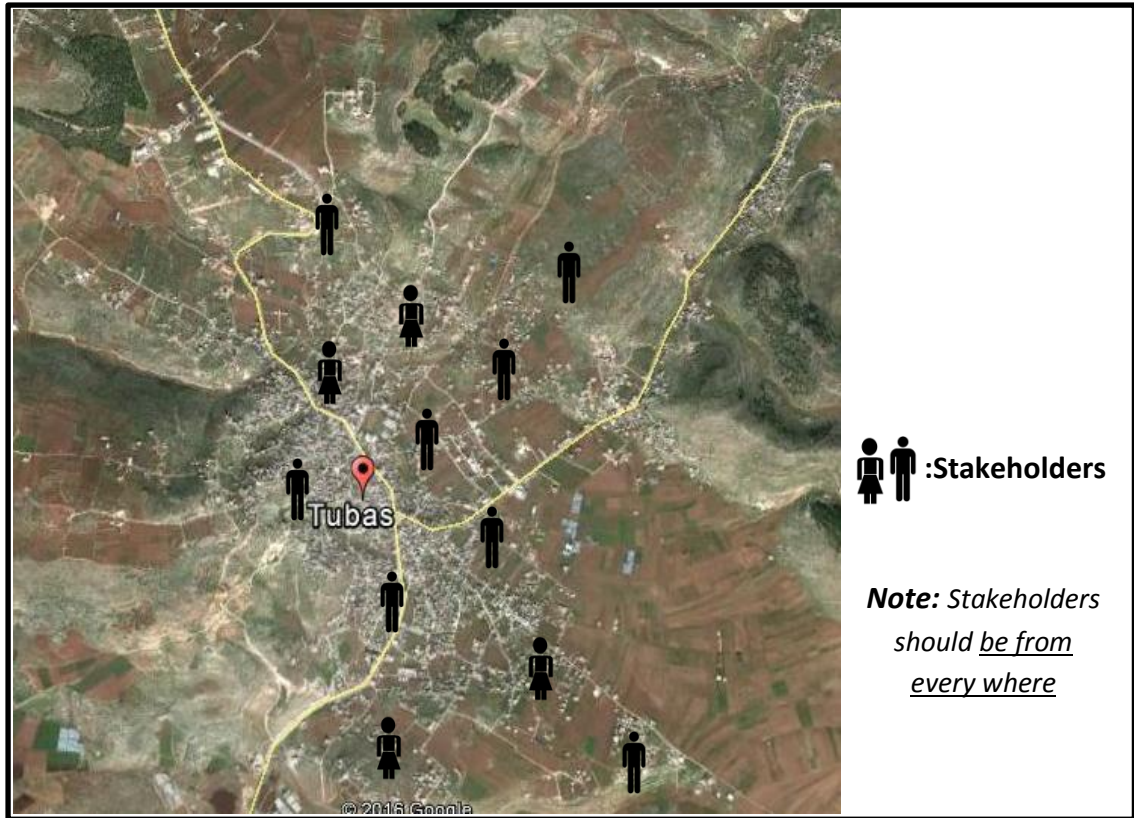 Tubas
© 2016 Google
:Stakeholders
Note: Stakeholders
should be from
every where